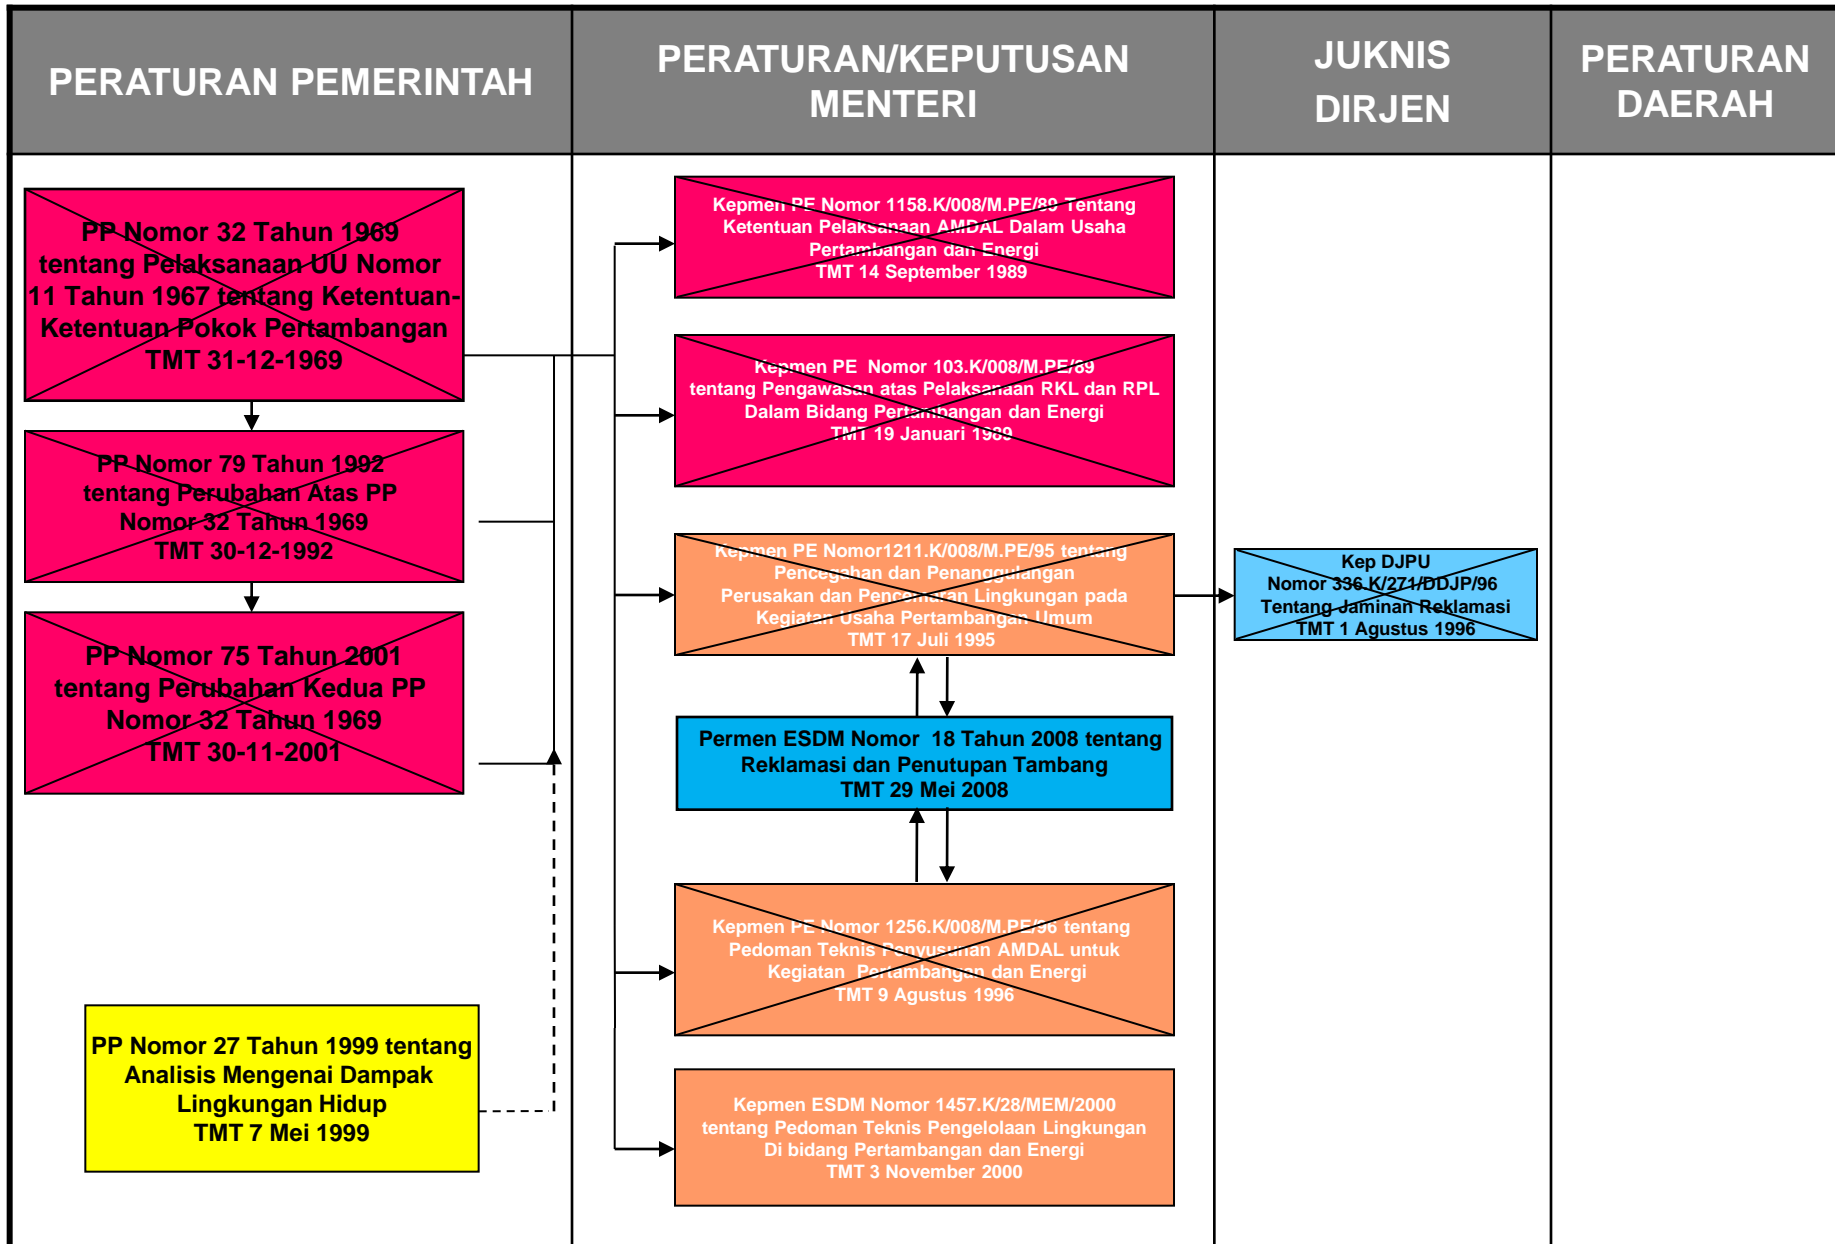 PERATURAN PEMERINTAH
PERATURAN/KEPUTUSAN
MENTERI
JUKNIS
DIRJEN
PERATURAN
DAERAH
PP Nomor 32 Tahun 1969
tentang Pelaksanaan UU Nomor
11 Tahun 1967 tentang Ketentuan-
Ketentuan Pokok Pertambangan
TMT 31-12-1969
PP Nomor 79 Tahun 1992
tentang Perubahan Atas PP
Nomor 32 Tahun 1969
TMT 30-12-1992
PP Nomor 75 Tahun 2001
tentang Perubahan Kedua PP
Nomor 32 Tahun 1969
TMT 30-11-2001
PP Nomor 27 Tahun 1999 tentang
Analisis Mengenai Dampak
Lingkungan Hidup
TMT 7 Mei 1999
Kepmen PE Nomor 1158.K/008/M.PE/89 Tentang
Ketentuan Pelaksanaan AMDAL Dalam Usaha
Pertambangan dan Energi
TMT 14 September 1989
Kepmen PE Nomor 103.K/008/M.PE/89
tentang Pengawasan atas Pelaksanaan RKL dan RPL
Dalam Bidang Pertambangan dan Energi
TMT 19 Januari 1989
Kepmen PE Nomor1211.K/008/M.PE/95 tentang
Pencegahan dan Penanggulangan
Perusakan dan Pencemaran Lingkungan pada
Kegiatan Usaha Pertambangan Umum
TMT 17 Juli 1995
Permen ESDM Nomor 18 Tahun 2008 tentang
Reklamasi dan Penutupan Tambang
TMT 29 Mei 2008
Kepmen PE Nomor 1256.K/008/M.PE/96 tentang
Pedoman Teknis Penyusunan AMDAL untuk
Kegiatan Pertambangan dan Energi
TMT 9 Agustus 1996
Kepmen ESDM Nomor 1457.K/28/MEM/2000
tentang Pedoman Teknis Pengelolaan Lingkungan
Di bidang Pertambangan dan Energi
TMT 3 November 2000
Kep DJPU
Nomor 336.K/271/DDJP/96
Tentang Jaminan Reklamasi
TMT 1 Agustus 1996